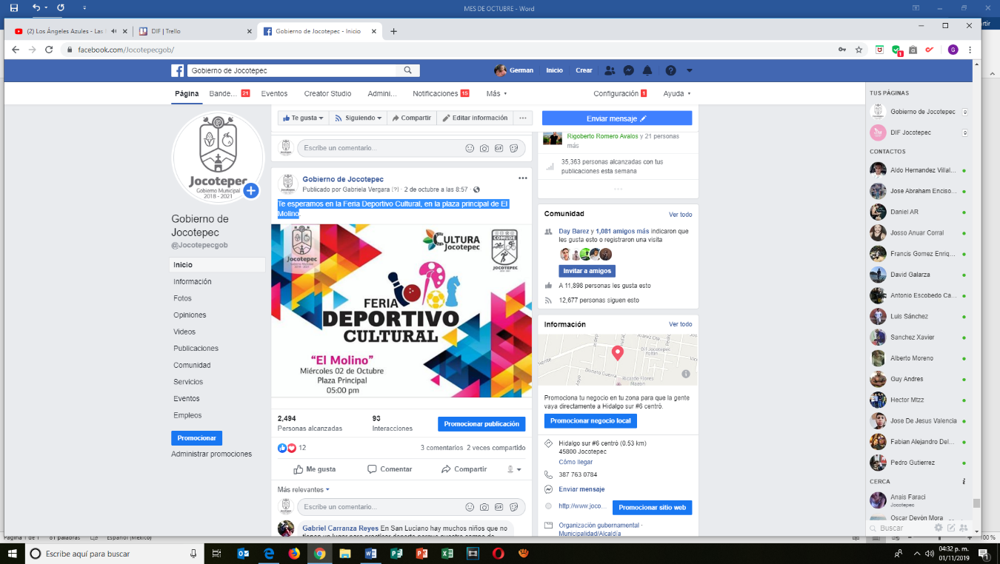 MES DE OCTUBRE - Word
(2) Los Ángeles Azules - Las
DIF | Trello
Gobierno de Jocotepec - Inicio
facebook.com/Jocotepecgob/
Gobierno de Jocotepec
German
Inicio
Crear
Página
Bande... 21
Eventos
Creator Studio
Admini...
Notificaciones 15
Más
Configuración 1
Ayuda
Te gusta
Siguiendo
Compartir
Editar información
Enviar mensaje
Jocotepec
Gobierno Municipal
2018 - 2021
Gobierno de
Jocotepec
@Jocotepecgob
Inicio
Información
Fotos
Opiniones
Videos
Publicaciones
Comunidad
Servicios
Eventos
Empleos
Promocionar
Administrar promociones
Escribe un comentario...
Gobierno de Jocotepec
Publicado por Gabriela Vergara [?] · 2 de octubre a las 8:57 ·
Te esperamos en la Feria Deportivo Cultural, en la plaza principal de El
Molino
Jocotepec
CULTURA
Jocotepec
COMUDE
JOCOTEPEC
FERIA
DEPORTIVO
CULTURAL
"El Molino"
Miércoles 02 de Octubre
Plaza Principal
05:00 pm
2,494
Personas alcanzadas
93
Interacciones
Promocionar publicación
12
3 comentarios 2 veces compartido
Me gusta
Comentar
Compartir
Más relevantes
Escribe un comentario...
Gabriel Carranza Reyes En San Luciano hay muchos niños que no
Rigoberto Romero Avalos y 21 personas
más
35,363 personas alcanzadas con tus
publicaciones esta semana
Comunidad
Ver todo
Day Barez y 1,081 amigos más indicaron que
les gusta esto o registraron una visita
Invitar a amigos
A 11,898 personas les gusta esto
12,677 personas siguen esto
Información
Ver todo
Dif Jocotepec
Donato Guerra
Ricardo Flores
Magon
Promociona tu negocio en tu zona para que la gente
vaya directamente a Hidalgo sur #6 centró.
Promocionar negocio local
Hidalgo sur #6 centró (0.53 km)
45800 Jocotepec
Cómo llegar
387 763 0784
Enviar mensaje
http://www.joco...
Promocionar sitio web
Organización gubernamental ·
Municipalidad/Alcaldía
TUS PÁGINAS
Gobierno de Jocotepec 9
DIF Jocotepec 9
CONTACTOS
Aldo Hernandez Villal...
Jose Abraham Enciso...
Daniel AR
Josso Anuar Corral
Francis Gomez Enriq...
David Galarza
Antonio Escobedo Ca...
Luis Sánchez
Sanchez Xavier
Alberto Moreno
Guy Andres
Hector Mtzz
Jose De Jesus Valencia
Fabian Alejandro Del...
Pedro Gutierrez
CERCA
Anais Faraci
Jocotepec
Oscar Devòn Mora
Buscar
Página 1 de 1
81 palabras
Español (México)
Escribe aquí para buscar
04:32 p. m.
01/11/2019